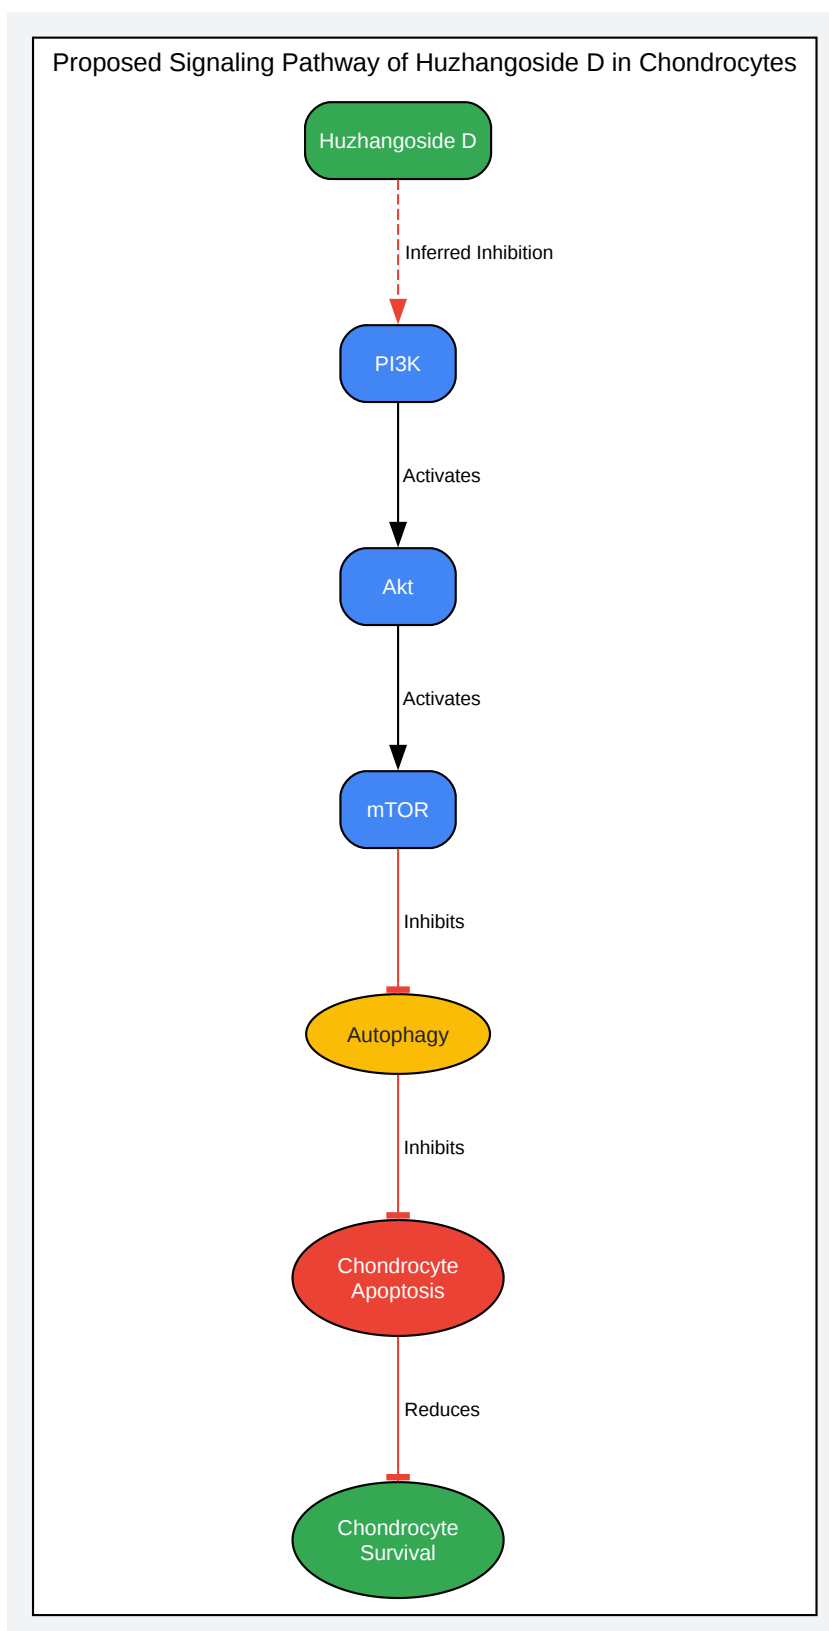 Proposed Signaling Pathway of Huzhangoside D in Chondrocytes
Huzhangoside D
Inferred Inhibition
PI3K
Activates
Akt
Activates
mTOR
Inhibits
Autophagy
Inhibits
Chondrocyte
Apoptosis
Reduces
Chondrocyte
Survival